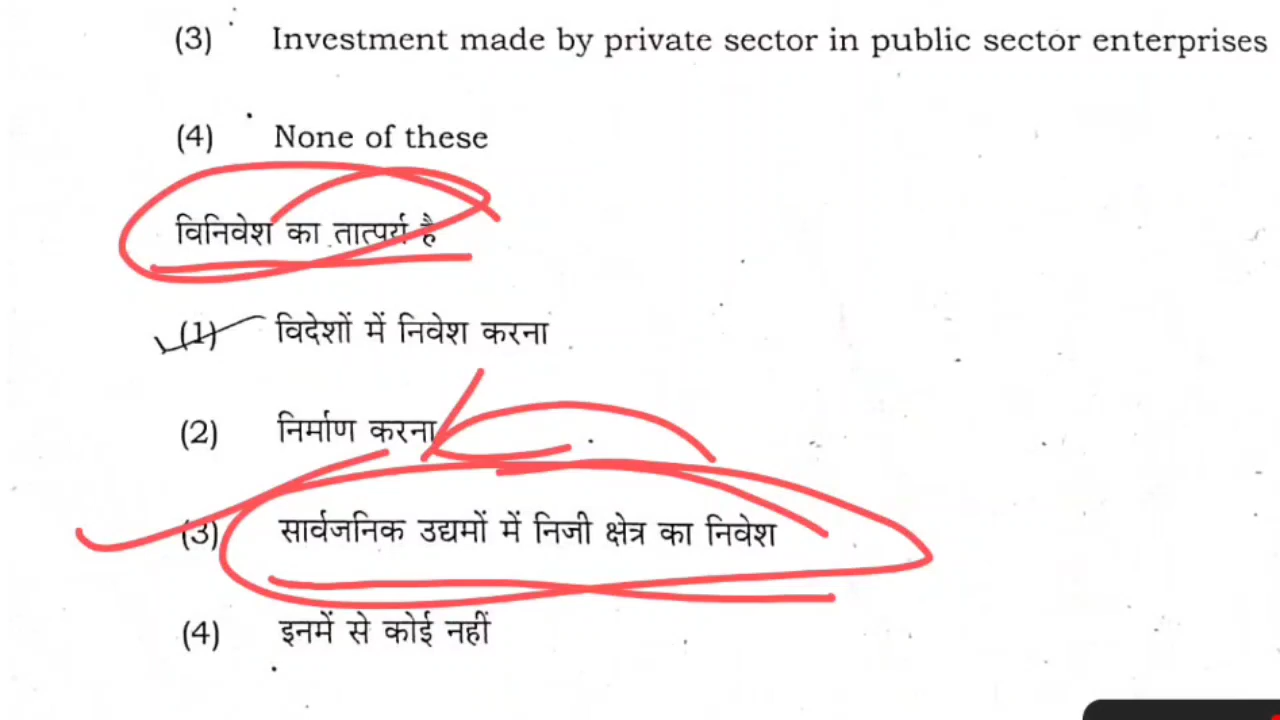 (3) Investment made by private sector in public sector enterprises
(4) None of these
विनिवेश का तात्पर्य है
(1) विदेशों में निवेश करना
(2) निर्माण करना
(3) सार्वजनिक उद्यमों में निजी क्षेत्र का निवेश
(4) इनमें से कोई नहीं